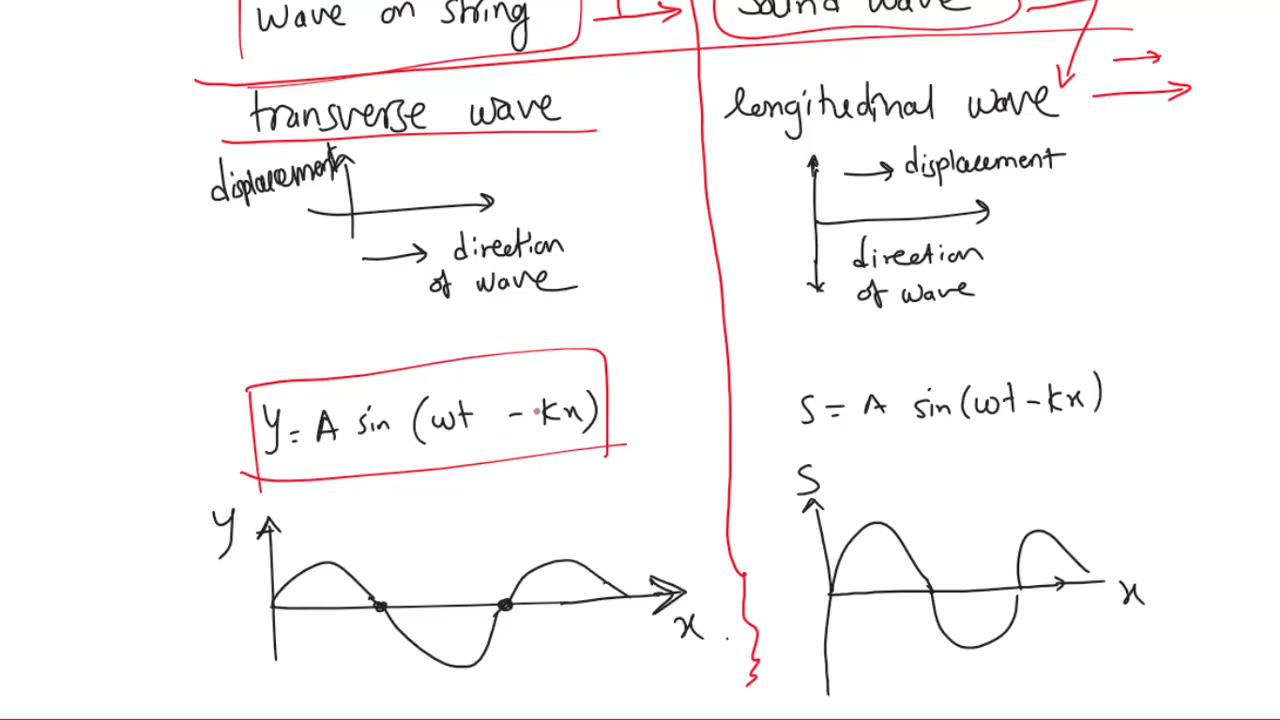 wave on string
sound wave
transverse wave
displacement
direction
of wave
y = A sin (ωt - kx)
y
x
longitudinal wave
displacement
direction
of wave
S = A sin(ωt - kx)
S
x